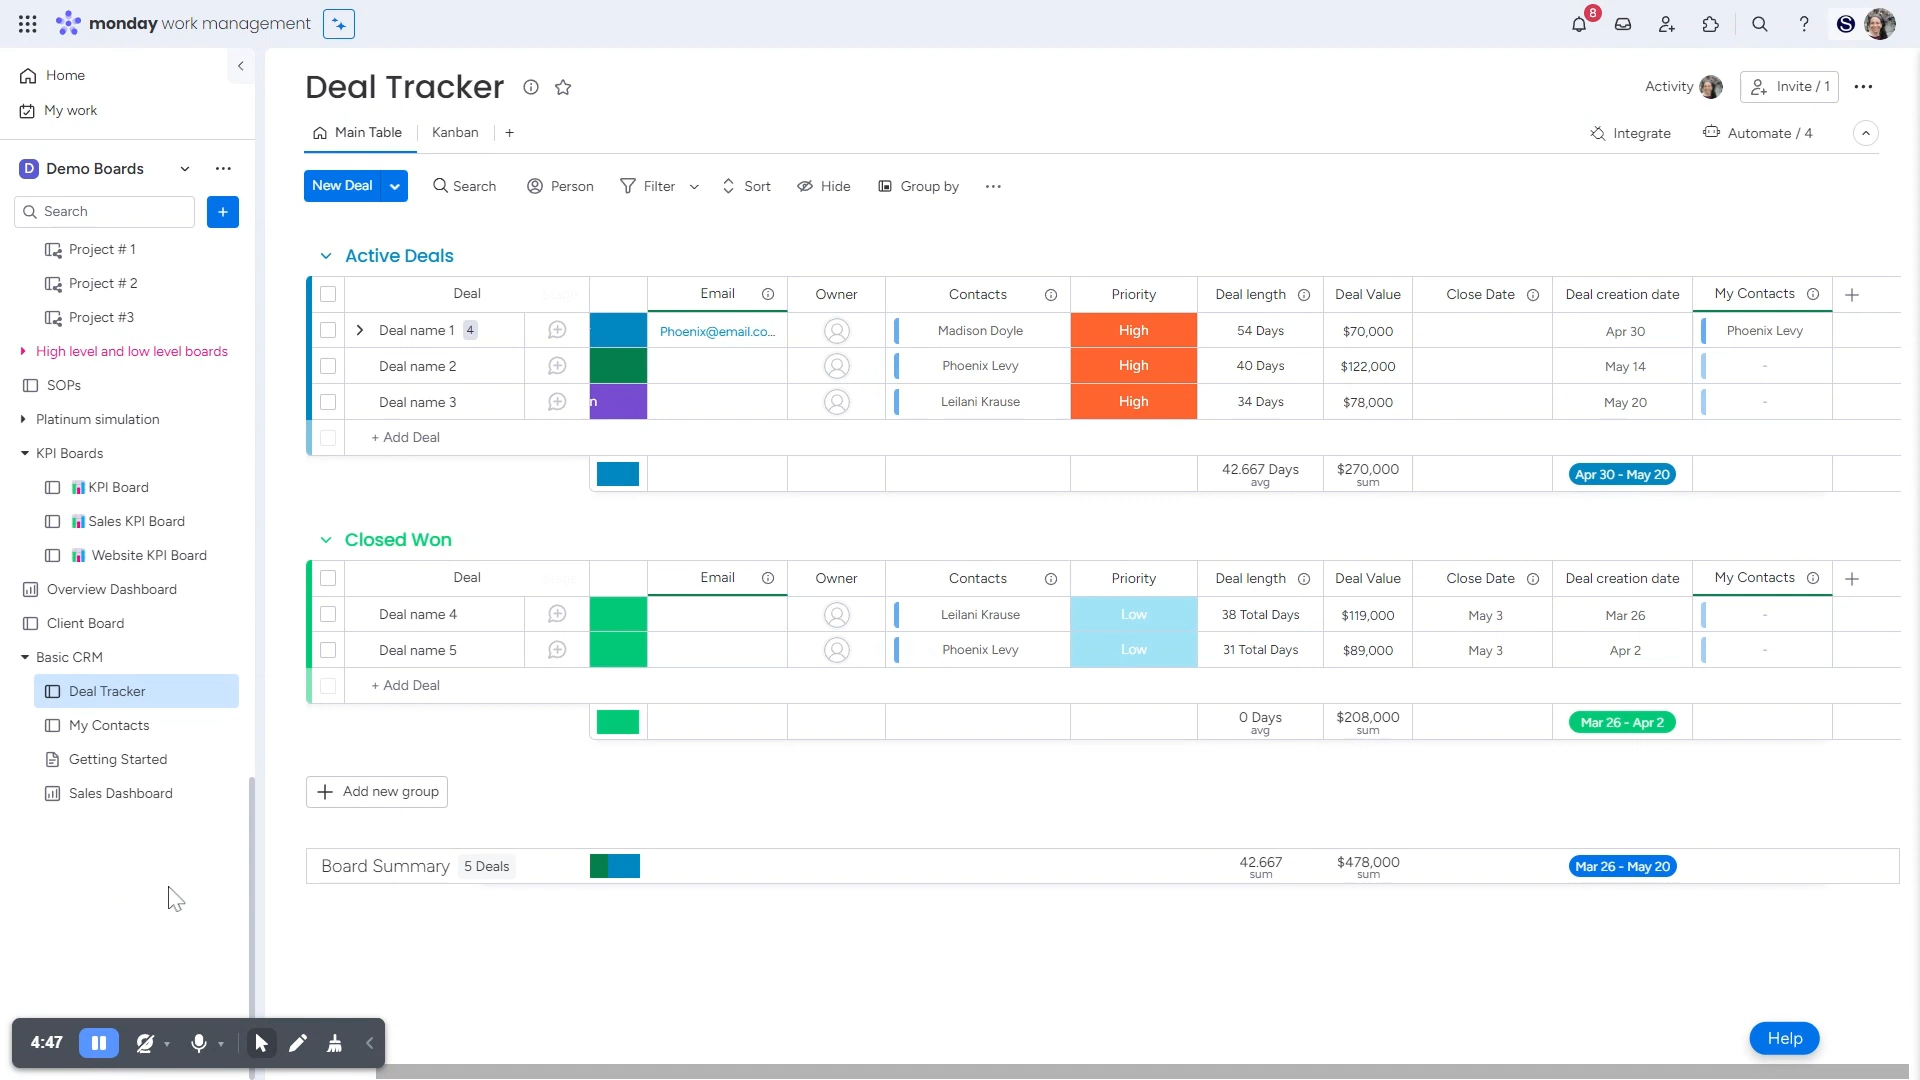 monday work management
8
S
Home
My work
D Demo Boards
Search
Project # 1
Project # 2
Project #3
High level and low level boards
SOPs
Platinum simulation
KPI Boards
KPI Board
Sales KPI Board
Website KPI Board
Overview Dashboard
Client Board
Basic CRM
Deal Tracker
My Contacts
Getting Started
Sales Dashboard
Deal Tracker
Activity
Invite / 1
Main Table Kanban +
Integrate Automate / 4
New Deal Search Person Filter Sort Hide Group by
Active Deals
Deal Email Owner Contacts Priority Deal length Deal Value Close Date Deal creation date My Contacts
Deal name 1 4 Phoenix@email.co... Madison Doyle High 54 Days $70,000 Apr 30 Phoenix Levy
Deal name 2 Phoenix Levy High 40 Days $122,000 May 14 -
Deal name 3 n Leilani Krause High 34 Days $78,000 May 20 -
+ Add Deal
42.667 Days $270,000 Apr 30 - May 20
avg sum
Closed Won
Deal Email Owner Contacts Priority Deal length Deal Value Close Date Deal creation date My Contacts
Deal name 4 Leilani Krause Low 38 Total Days $119,000 May 3 Mar 26 -
Deal name 5 Phoenix Levy Low 31 Total Days $89,000 May 3 Apr 2 -
+ Add Deal
0 Days $208,000 Mar 26 - Apr 2
avg sum
+ Add new group
Board Summary 5 Deals 42.667 $478,000 Mar 26 - May 20
sum sum
4:47
Help